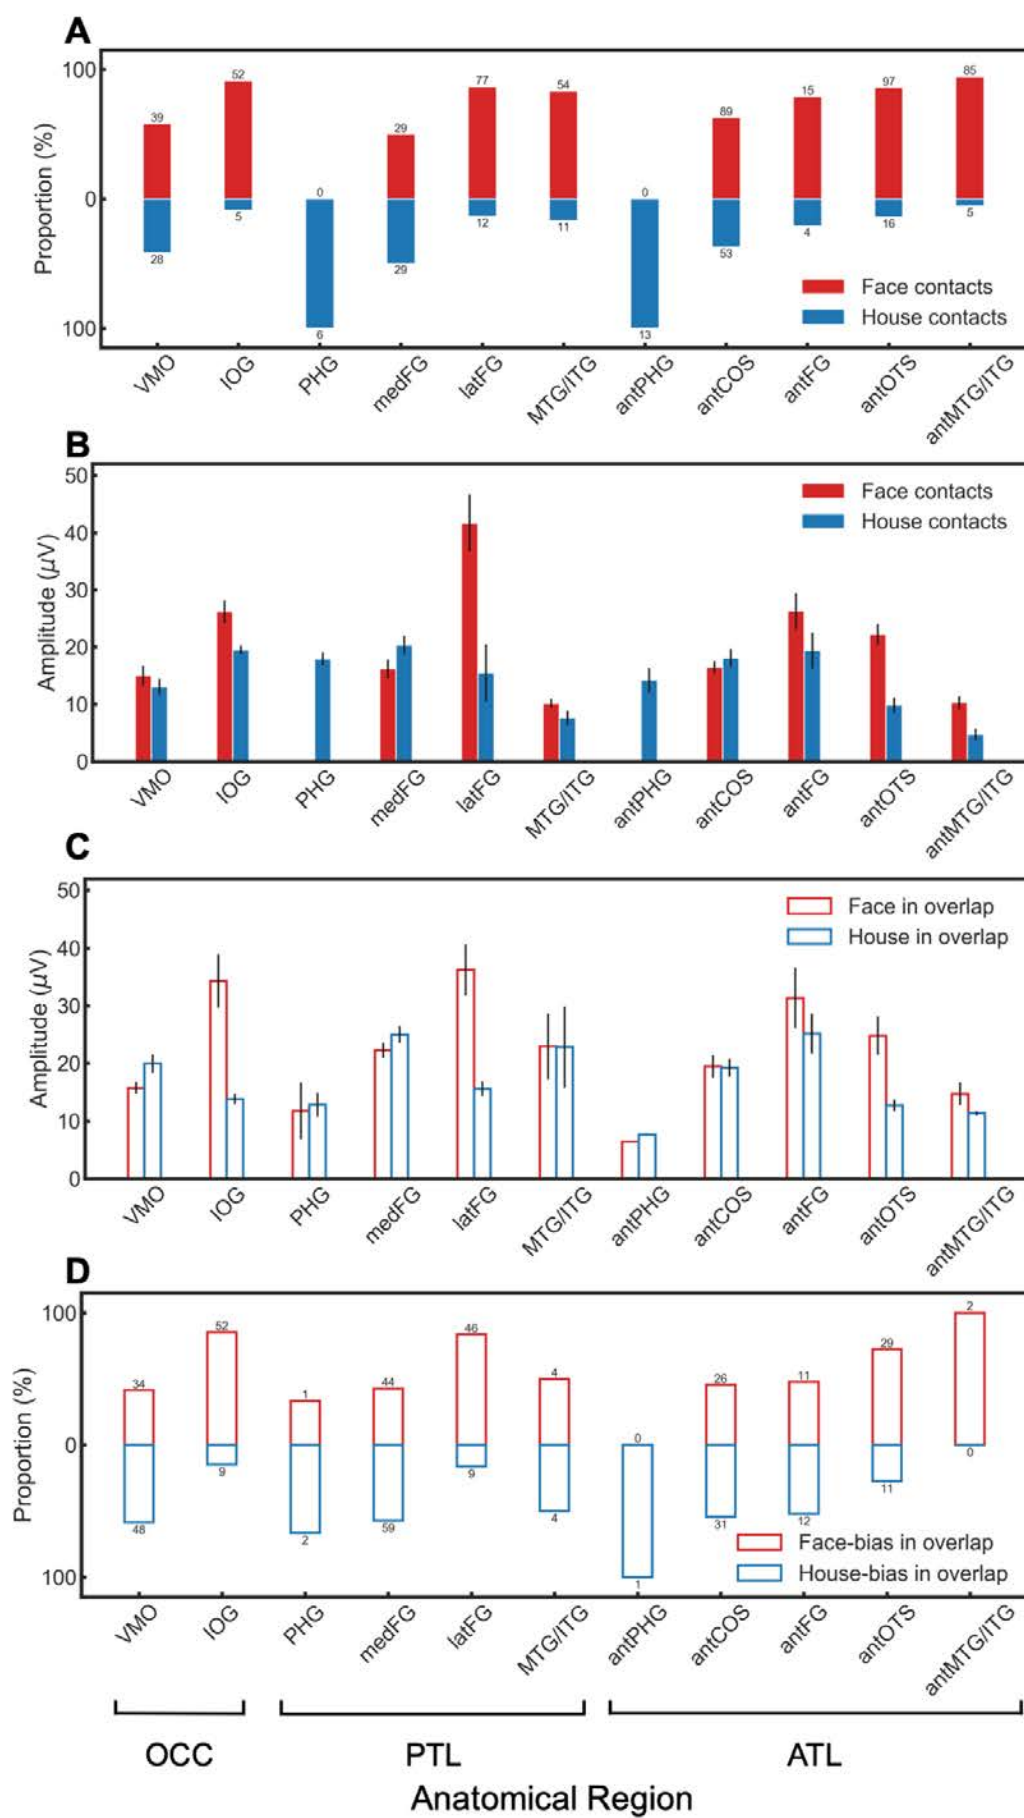 A
100
0
100
Proportion (%)
39 52 0 29 77 54 0 89 15 97 85
28 5 6 29 12 11 13 53 4 16 5
Face contacts
House contacts
VMO IOG PHG medFG latFG MTG/ITG antPHG antCOS antFG antOTS antMTG/ITG
B
50
40
30
20
10
0
Amplitude (μV)
Face contacts
House contacts
VMO IOG PHG medFG latFG MTG/ITG antPHG antCOS antFG antOTS antMTG/ITG
C
50
40
30
20
10
0
Amplitude (μV)
Face in overlap
House in overlap
VMO IOG PHG medFG latFG MTG/ITG antPHG antCOS antFG antOTS antMTG/ITG
D
100
0
100
Proportion (%)
34 52 1 44 46 4 0 26 11 29 2
48 9 2 59 9 4 1 31 12 11 0
Face-bias in overlap
House-bias in overlap
VMO IOG PHG medFG latFG MTG/ITG antPHG antCOS antFG antOTS antMTG/ITG
OCC PTL ATL
Anatomical Region